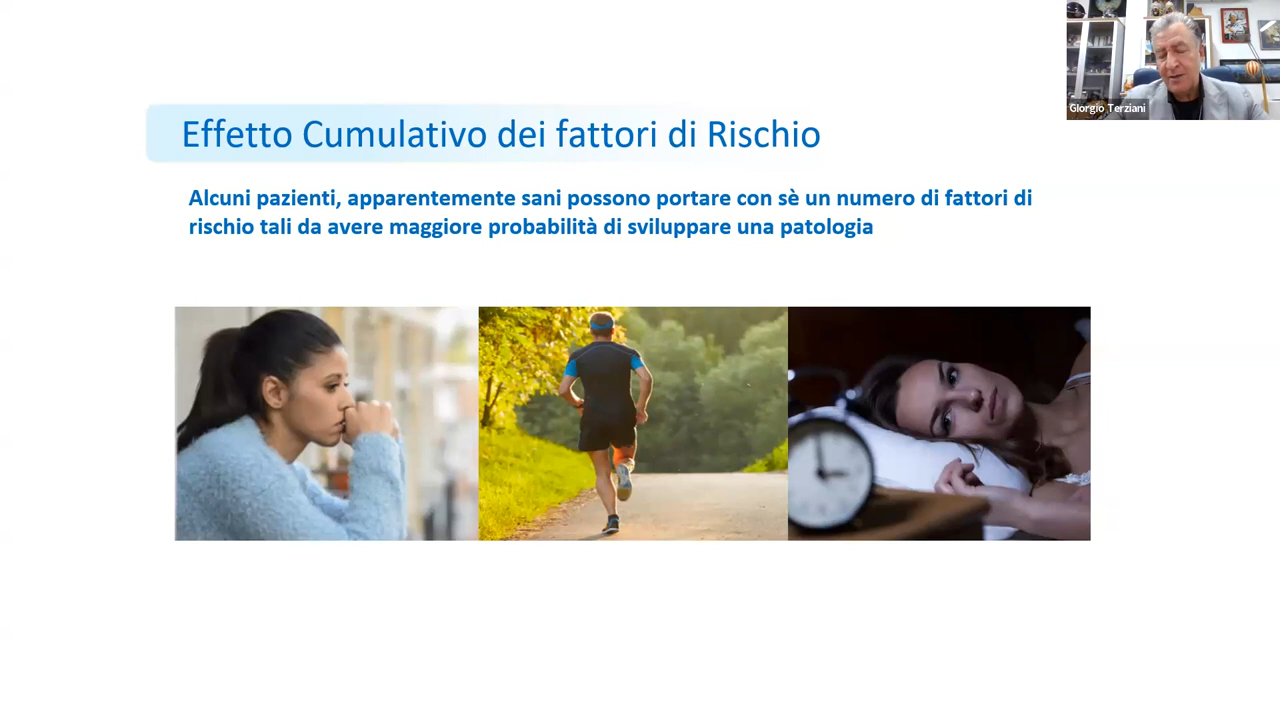 Effetto Cumulativo dei fattori di Rischio
Alcuni pazienti, apparentemente sani possono portare con sè un numero di fattori di
rischio tali da avere maggiore probabilità di sviluppare una patologia
Giorgio Terziani